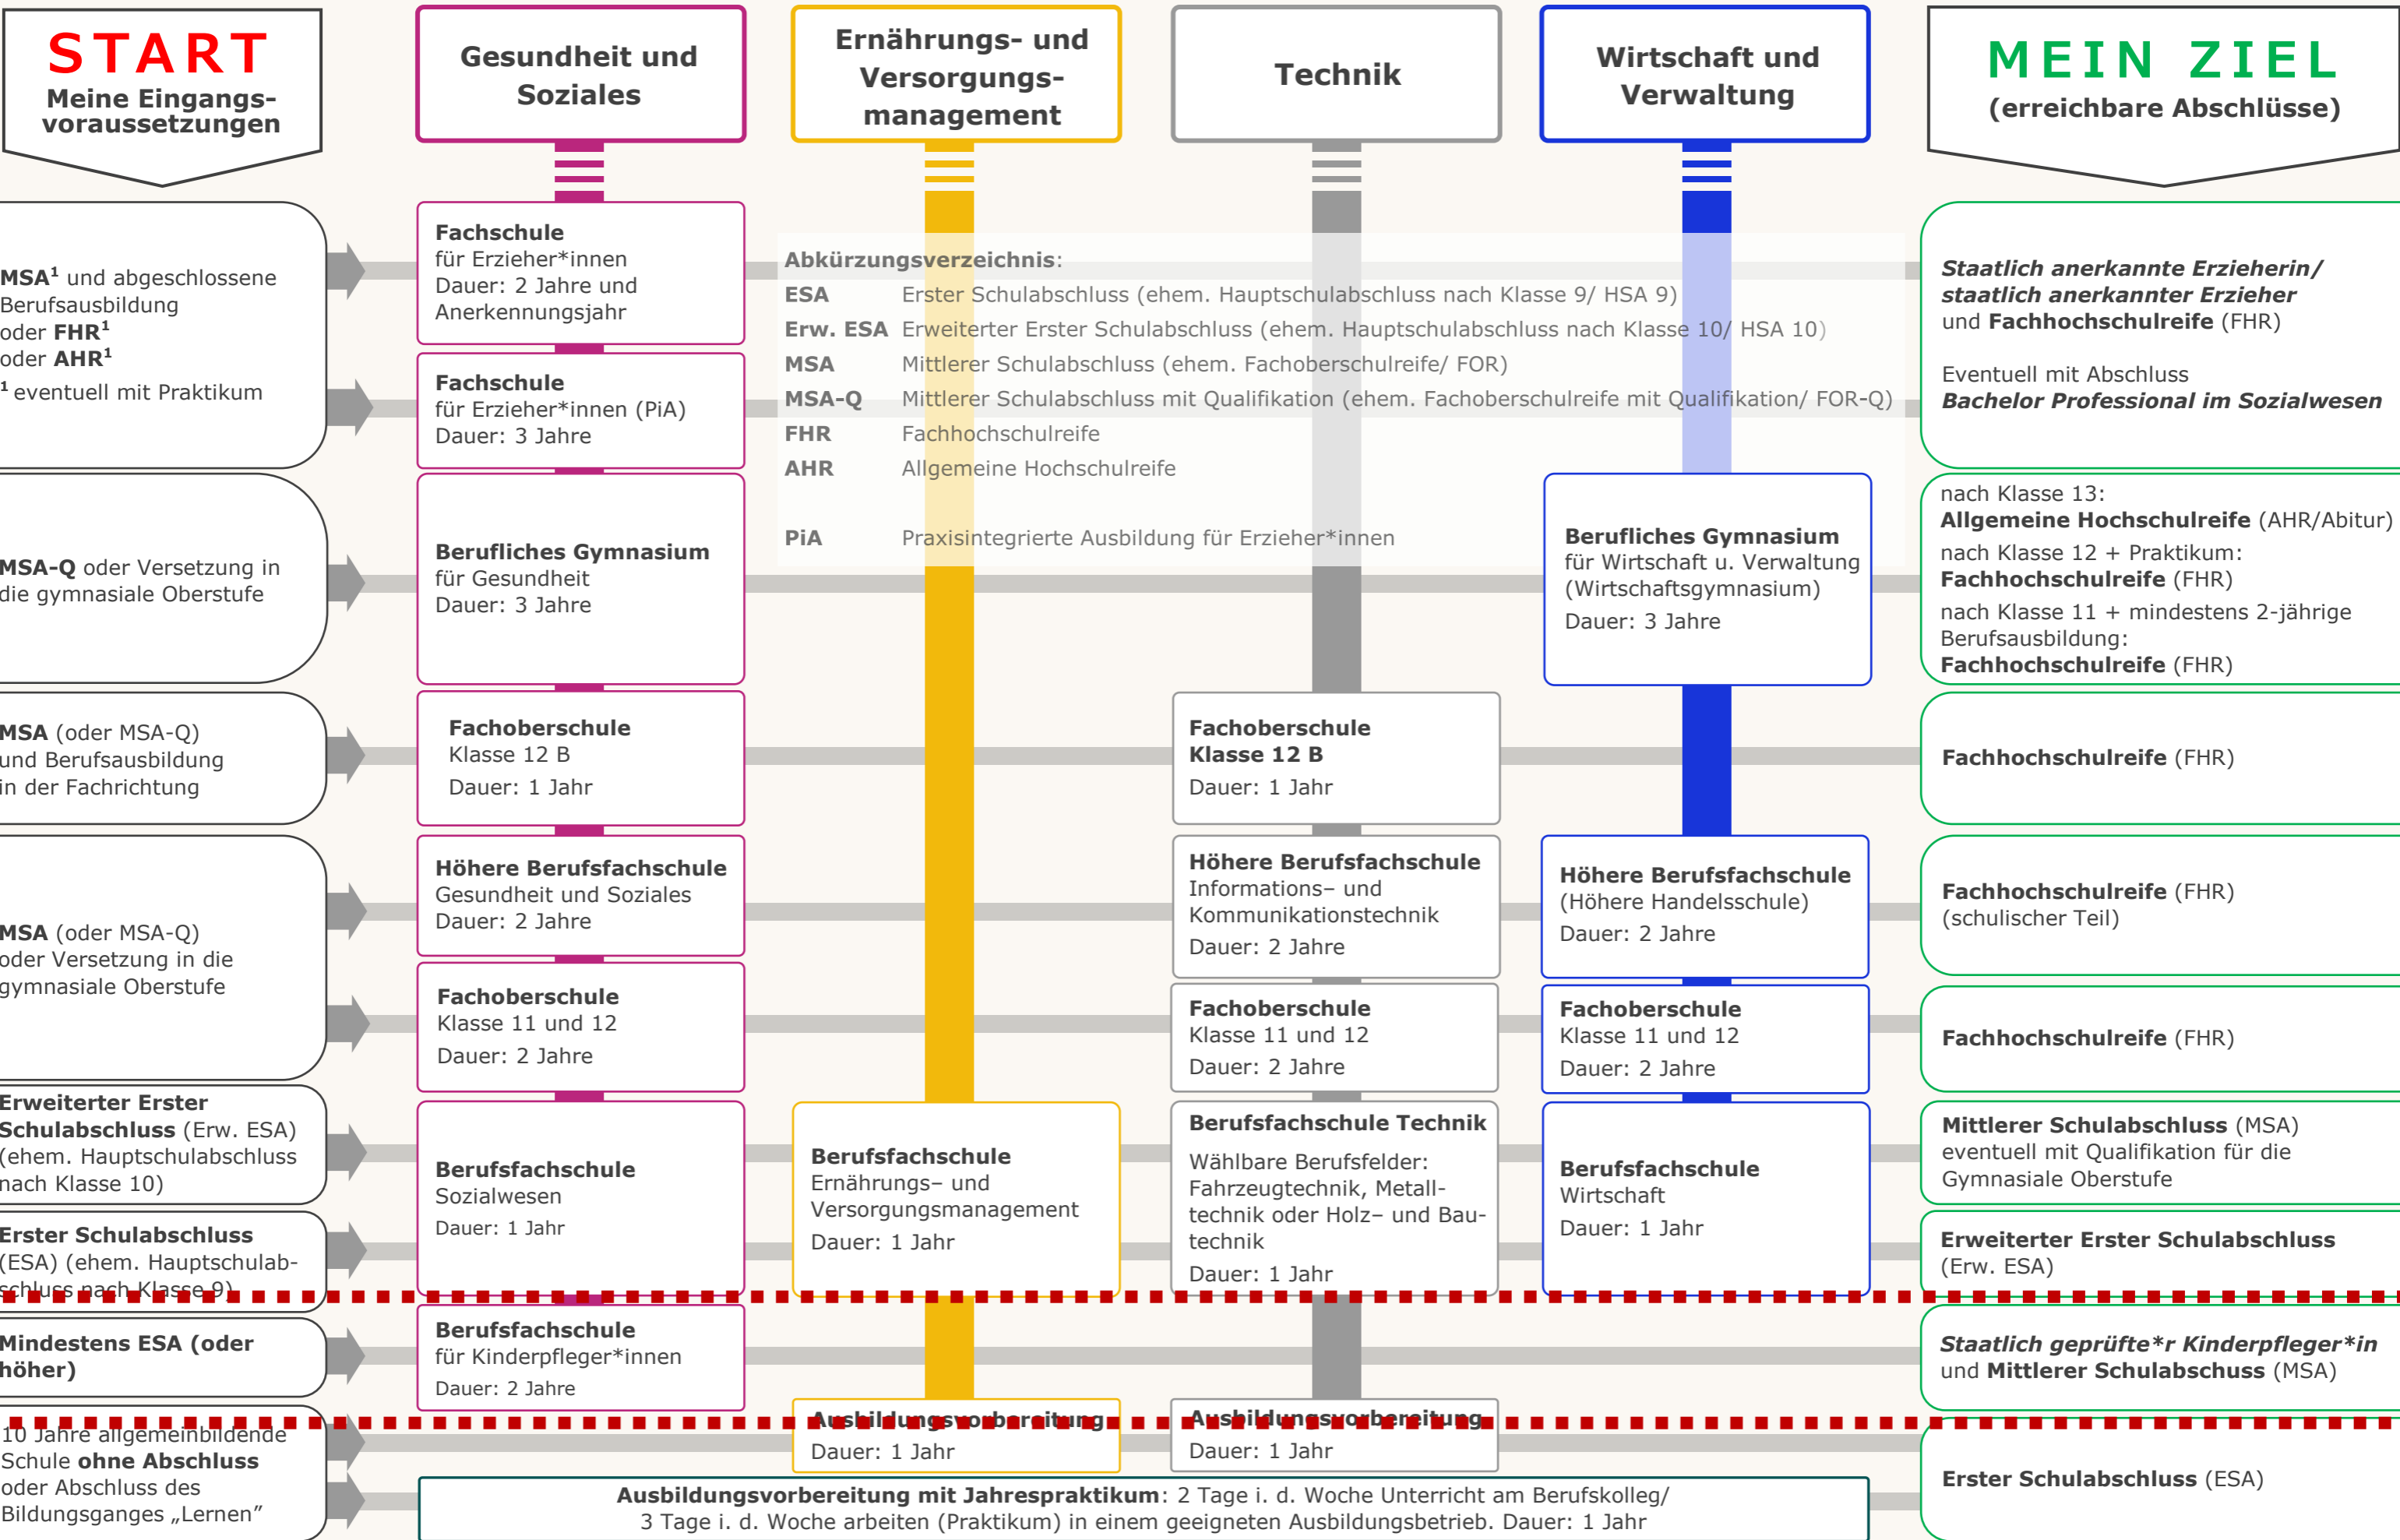 START
Meine Eingangs-
voraussetzungen
Gesundheit und
Soziales
Ernährungs- und
Versorgungs-
management
Technik
Wirtschaft und
Verwaltung
MEIN ZIEL
(erreichbare Abschlüsse)
MSA¹ und abgeschlossene
Berufsausbildung
oder FHR¹
oder AHR¹
¹ eventuell mit Praktikum
Fachschule
für Erzieher*innen
Dauer: 2 Jahre und
Anerkennungsjahr
Fachschule
für Erzieher*innen (PiA)
Dauer: 3 Jahre
Abkürzungsverzeichnis:
ESA Erster Schulabschluss (ehem. Hauptschulabschluss nach Klasse 9/ HSA 9)
Erw. ESA Erweiterter Erster Schulabschluss (ehem. Hauptschulabschluss nach Klasse 10/ HSA 10)
MSA Mittlerer Schulabschluss (ehem. Fachoberschulreife/ FOR)
MSA-Q Mittlerer Schulabschluss mit Qualifikation (ehem. Fachoberschulreife mit Qualifikation/ FOR-Q)
FHR Fachhochschulreife
AHR Allgemeine Hochschulreife
PiA Praxisintegrierte Ausbildung für Erzieher*innen
Staatlich anerkannte Erzieherin/
staatlich anerkannter Erzieher
und Fachhochschulreife (FHR)
Eventuell mit Abschluss
Bachelor Professional im Sozialwesen
MSA-Q oder Versetzung in
die gymnasiale Oberstufe
Berufliches Gymnasium
für Gesundheit
Dauer: 3 Jahre
Berufliches Gymnasium
für Wirtschaft u. Verwaltung
(Wirtschaftsgymnasium)
Dauer: 3 Jahre
nach Klasse 13:
Allgemeine Hochschulreife (AHR/Abitur)
nach Klasse 12 + Praktikum:
Fachhochschulreife (FHR)
nach Klasse 11 + mindestens 2-jährige
Berufsausbildung:
Fachhochschulreife (FHR)
MSA (oder MSA-Q)
und Berufsausbildung
in der Fachrichtung
Fachoberschule
Klasse 12 B
Dauer: 1 Jahr
Fachoberschule
Klasse 12 B
Dauer: 1 Jahr
Fachhochschulreife (FHR)
MSA (oder MSA-Q)
oder Versetzung in die
gymnasiale Oberstufe
Höhere Berufsfachschule
Gesundheit und Soziales
Dauer: 2 Jahre
Höhere Berufsfachschule
Informations– und
Kommunikationstechnik
Dauer: 2 Jahre
Höhere Berufsfachschule
(Höhere Handelsschule)
Dauer: 2 Jahre
Fachhochschulreife (FHR)
(schulischer Teil)
Fachoberschule
Klasse 11 und 12
Dauer: 2 Jahre
Fachoberschule
Klasse 11 und 12
Dauer: 2 Jahre
Fachoberschule
Klasse 11 und 12
Dauer: 2 Jahre
Fachhochschulreife (FHR)
Erweiterter Erster
Schulabschluss (Erw. ESA)
(ehem. Hauptschulabschluss
nach Klasse 10)
Erster Schulabschluss
(ESA) (ehem. Hauptschulab-
schluss nach Klasse 9)
Berufsfachschule
Sozialwesen
Dauer: 1 Jahr
Berufsfachschule
Ernährungs– und
Versorgungsmanagement
Dauer: 1 Jahr
Berufsfachschule Technik
Wählbare Berufsfelder:
Fahrzeugtechnik, Metall-
technik oder Holz– und Bau-
technik
Dauer: 1 Jahr
Berufsfachschule
Wirtschaft
Dauer: 1 Jahr
Mittlerer Schulabschluss (MSA)
eventuell mit Qualifikation für die
Gymnasiale Oberstufe
Erweiterter Erster Schulabschluss
(Erw. ESA)
Mindestens ESA (oder
höher)
Berufsfachschule
für Kinderpfleger*innen
Dauer: 2 Jahre
Staatlich geprüfte*r Kinderpfleger*in
und Mittlerer Schulabschuss (MSA)
10 Jahre allgemeinbildende
Schule ohne Abschluss
oder Abschluss des
Bildungsganges „Lernen”
Ausbildungsvorbereitung
Dauer: 1 Jahr
Ausbildungsvorbereitung
Dauer: 1 Jahr
Erster Schulabschluss (ESA)
Ausbildungsvorbereitung mit Jahrespraktikum: 2 Tage i. d. Woche Unterricht am Berufskolleg/
3 Tage i. d. Woche arbeiten (Praktikum) in einem geeigneten Ausbildungsbetrieb. Dauer: 1 Jahr